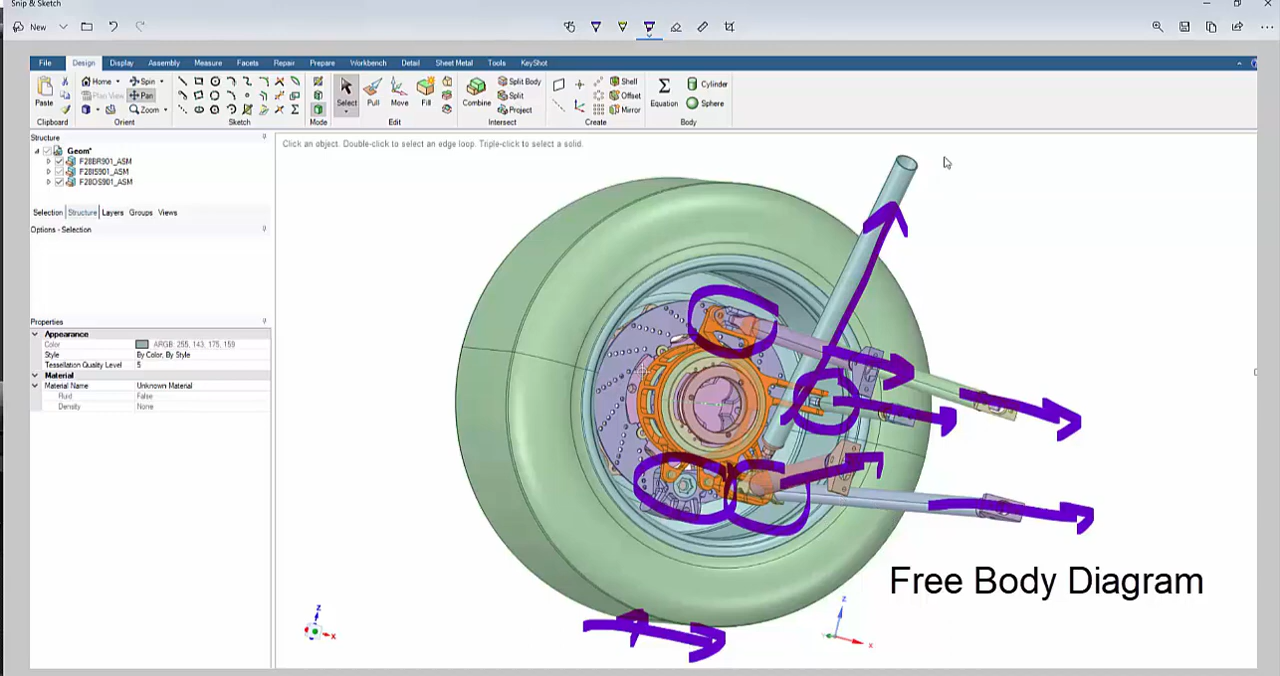 Snip & Sketch
New
File Design Display Assembly Measure Facets Repair Prepare Workbench Detail Sheet Metal Tools KeyShot
Home Spin
Plan View Pan
Zoom
Paste
Select Pull Move Fill
Combine
Split Body
Split
Project
Shell
Offset
Mirror
Equation
Cylinder
Sphere
Clipboard Orient Sketch Mode Edit Intersect Create Body
Structure
Click an object. Double-click to select an edge loop. Triple-click to select a solid.
Geom*
F28BR901_ASM
F28IS901_ASM
F28OS901_ASM
Selection Structure Layers Groups Views
Options - Selection
Properties
Appearance
Color ARGB: 255, 143, 175, 159
Style By Color, By Style
Tessellation Quality Level 5
Material
Material Name Unknown Material
Fluid False
Density None
Free Body Diagram
Z
X
Z
Y
X